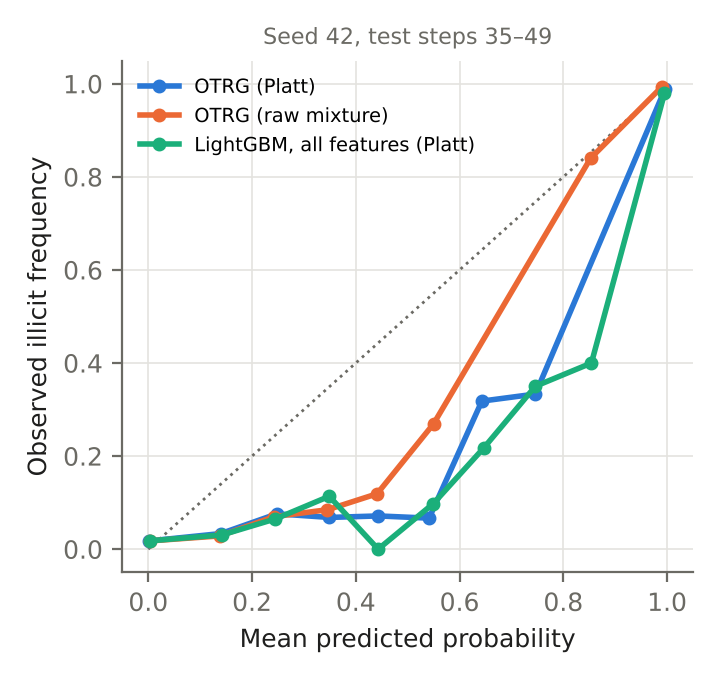 Seed 42, test steps 35–49
OTRG (Platt)
OTRG (raw mixture)
LightGBM, all features (Platt)
Observed illicit frequency
1.0
0.8
0.6
0.4
0.2
0.0
0.0 0.2 0.4 0.6 0.8 1.0
Mean predicted probability